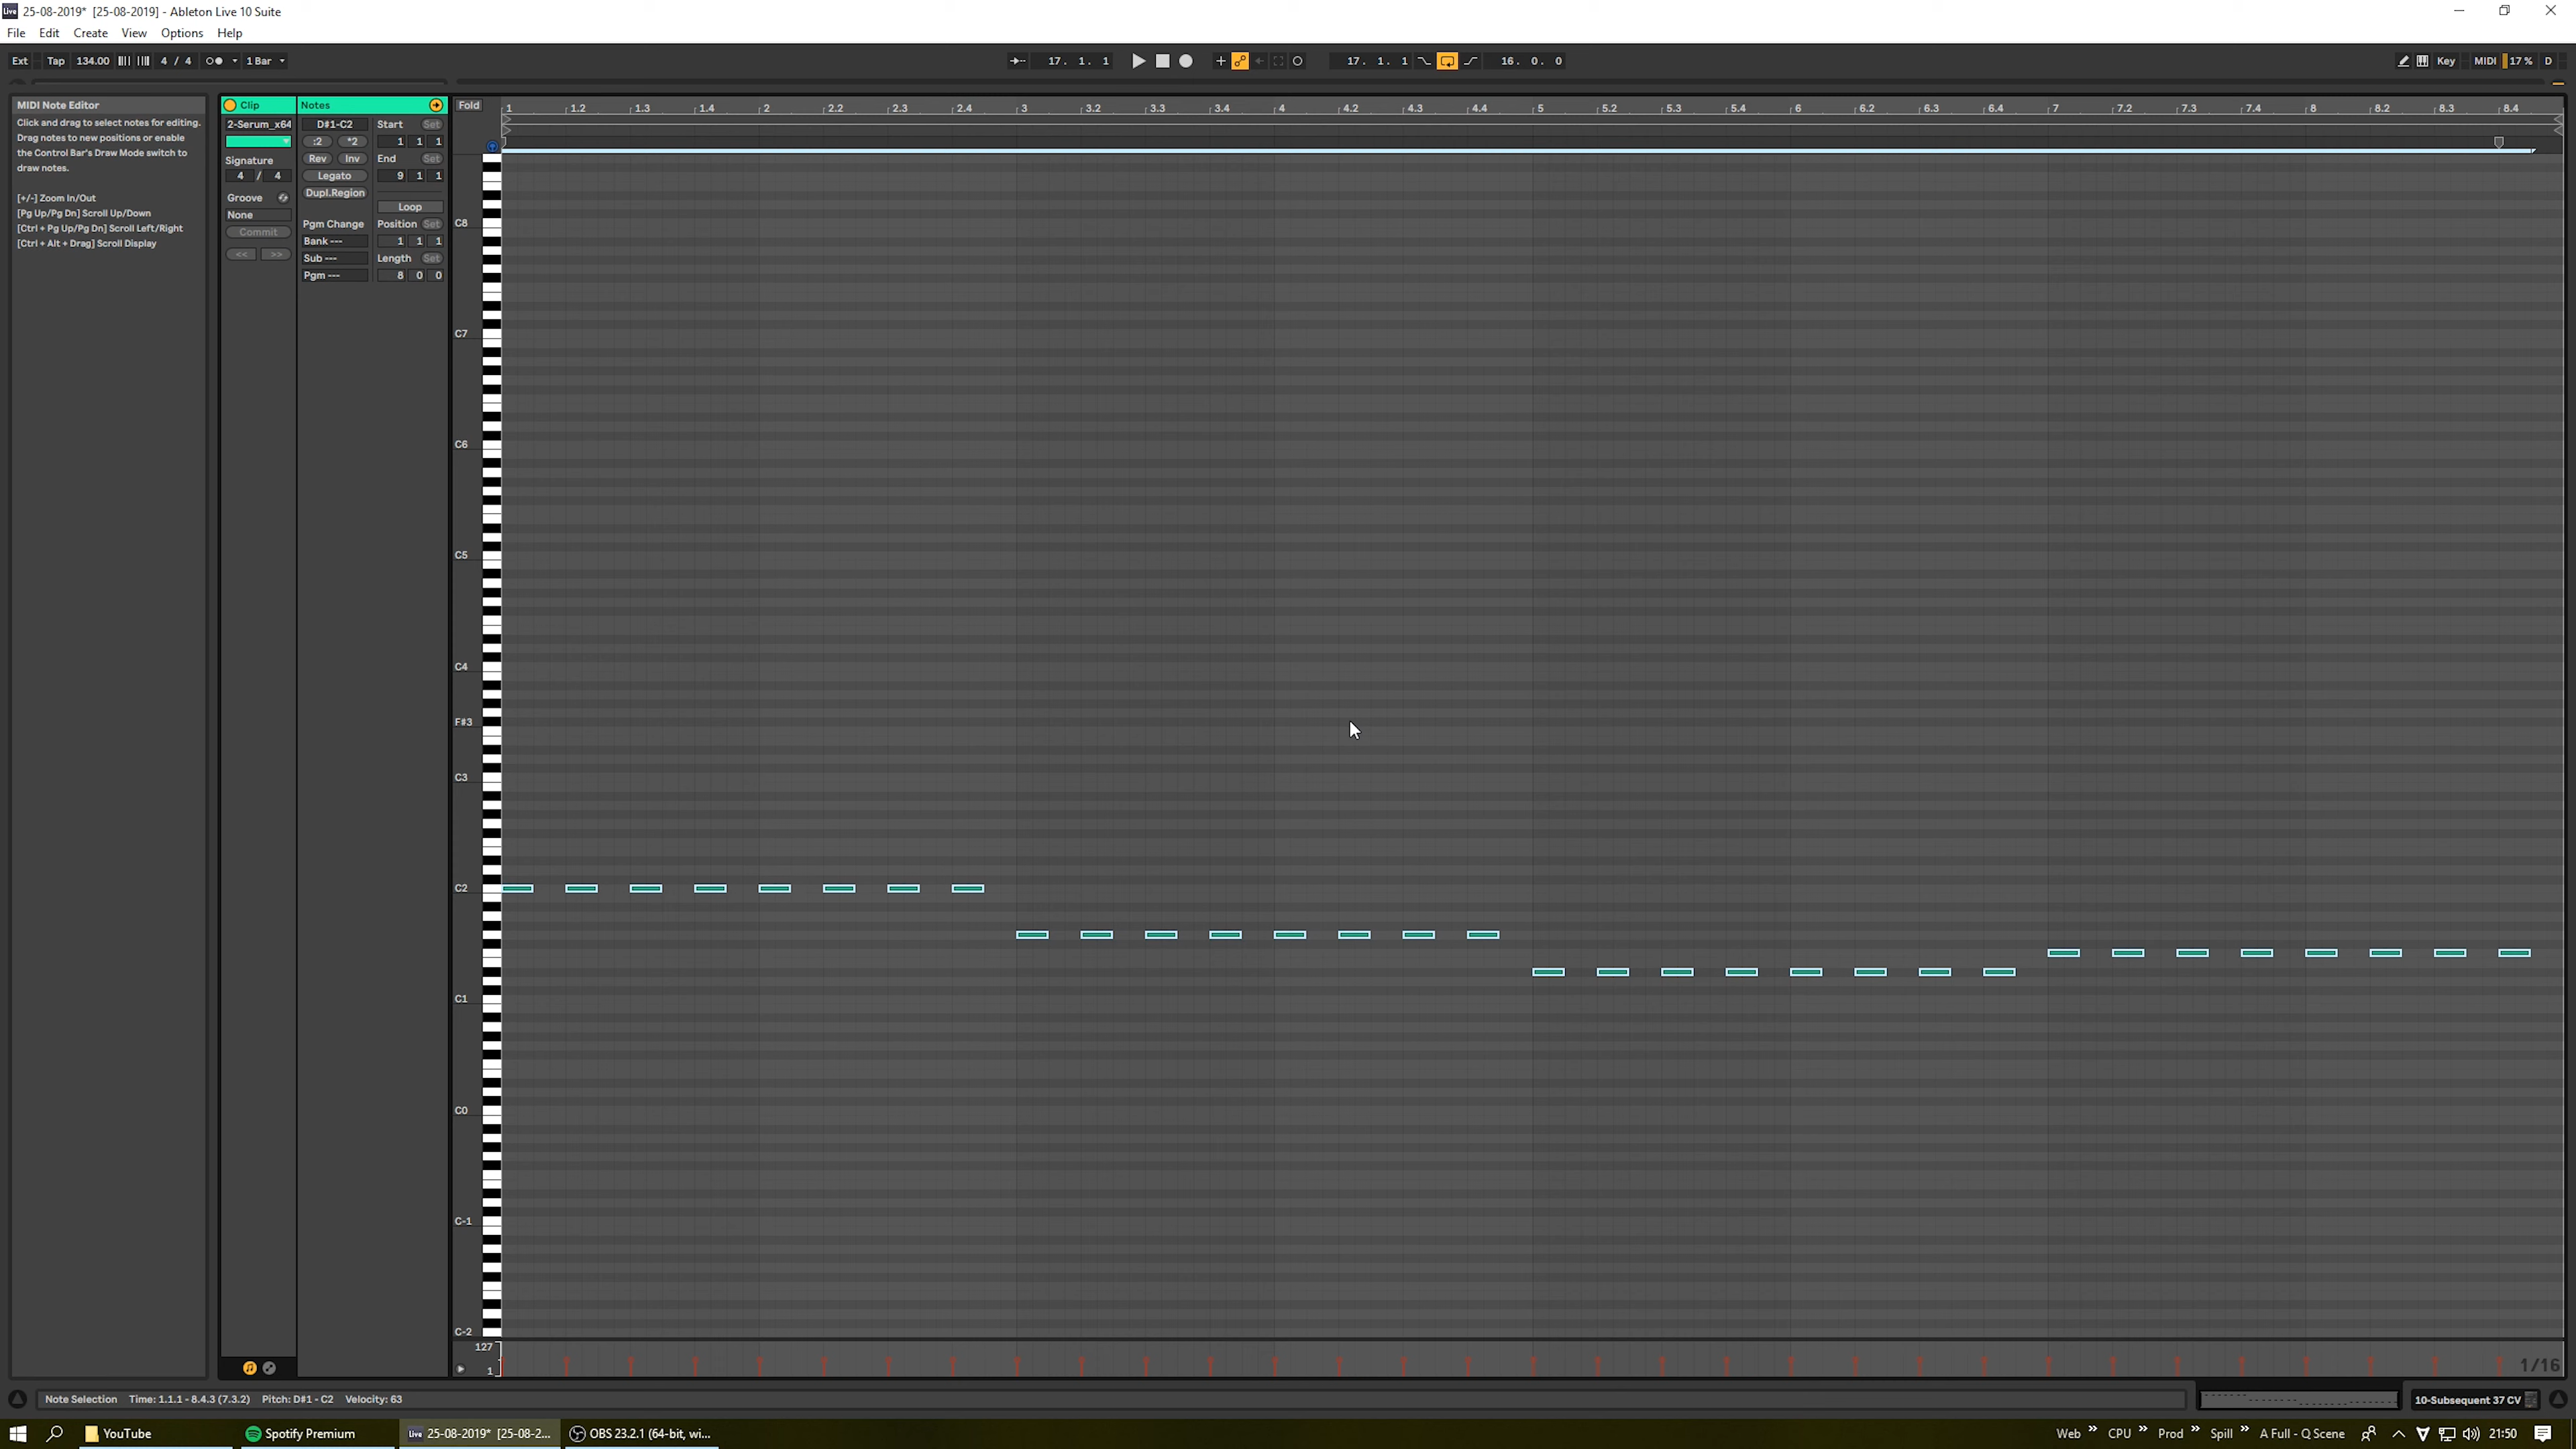 25-08-2019* [25-08-2019] - Ableton Live 10 Suite
File Edit Create View Options Help
Ext Tap 134.00 4 / 4 1 Bar 17. 1. 1 17. 1. 1 16. 0. 0 Key MIDI 17 % D
MIDI Note Editor
Click and drag to select notes for editing.
Drag notes to new positions or enable
the Control Bar's Draw Mode switch to
draw notes.
[+/-] Zoom In/Out
[Pg Up/Pg Dn] Scroll Up/Down
[Ctrl + Pg Up/Pg Dn] Scroll Left/Right
[Ctrl + Alt + Drag] Scroll Display
Clip
2-Serum_x64
Signature
4 / 4
Groove
None
Commit
<< >>
Notes
D#1-C2
:2 *2
Rev Inv
Legato
Dupl.Region
Pgm Change
Bank ---
Sub ---
Pgm ---
Start Set
1 1 1
End Set
9 1 1
Loop
Position Set
1 1 1
Length Set
8 0 0
Fold 1 1.2 1.3 1.4 2 2.2 2.3 2.4 3 3.2 3.3 3.4 4 4.2 4.3 4.4 5 5.2 5.3 5.4 6 6.2 6.3 6.4 7 7.2 7.3 7.4 8 8.2 8.3 8.4
C8
C7
C6
C5
C4
F#3
C3
C2
C1
C0
C-1
C-2
127
1
1/16
Note Selection Time: 1.1.1 - 8.4.3 (7.3.2) Pitch: D#1 - C2 Velocity: 63 10-Subsequent 37 CV
YouTube Spotify Premium Live 25-08-2019* [25-08-2... OBS 23.2.1 (64-bit, wi... Web CPU Prod Spill A Full - Q Scene 21:50